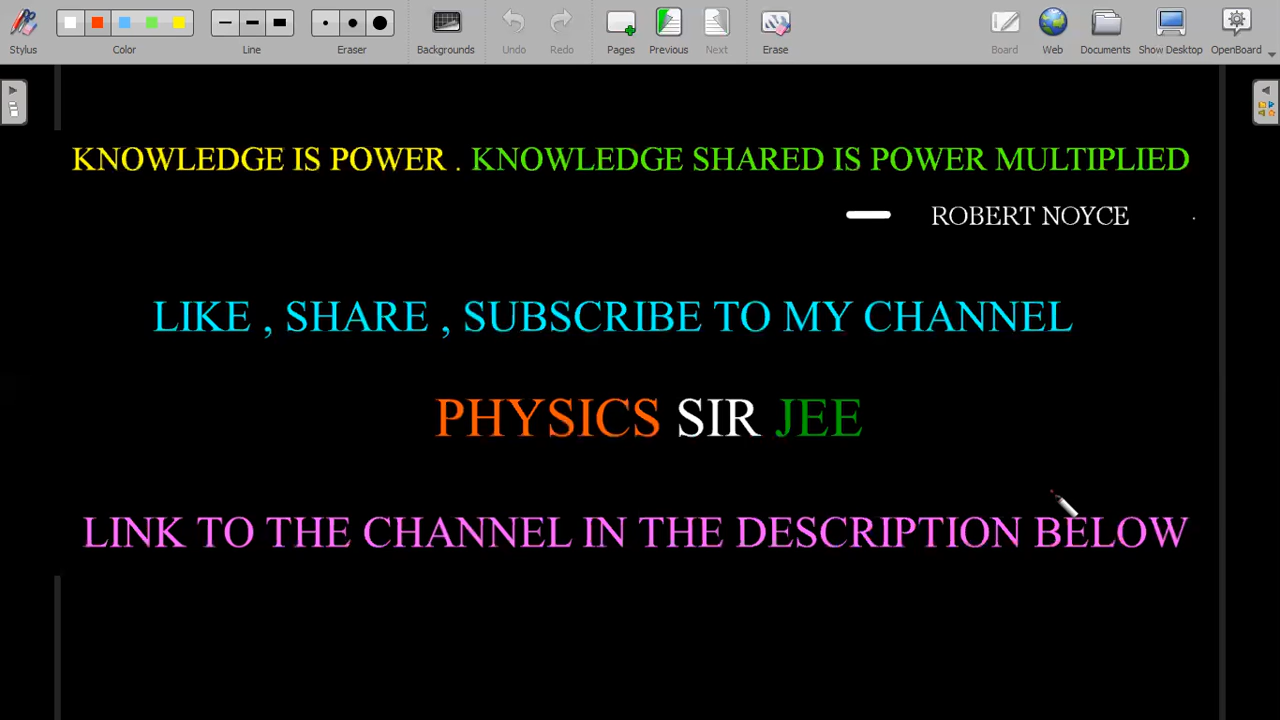 Stylus Color Line Eraser Backgrounds Undo Redo Pages Previous Next Erase Board Web Documents Show Desktop OpenBoard
KNOWLEDGE IS POWER . KNOWLEDGE SHARED IS POWER MULTIPLIED
— ROBERT NOYCE .
LIKE , SHARE , SUBSCRIBE TO MY CHANNEL
PHYSICS SIR JEE
LINK TO THE CHANNEL IN THE DESCRIPTION BELOW